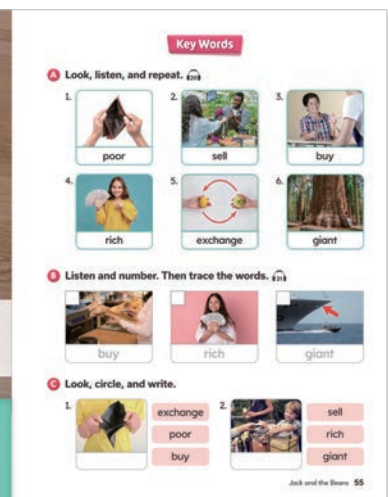 Key Words
A Look, listen, and repeat.
1.
2.
3.
poor
sell
buy
4.
5.
6.
rich
exchange
giant
B Listen and number. Then trace the words.
buy
rich
giant
C Look, circle, and write.
1.
exchange
poor
buy
2.
sell
rich
giant
Jack and the Beans 55